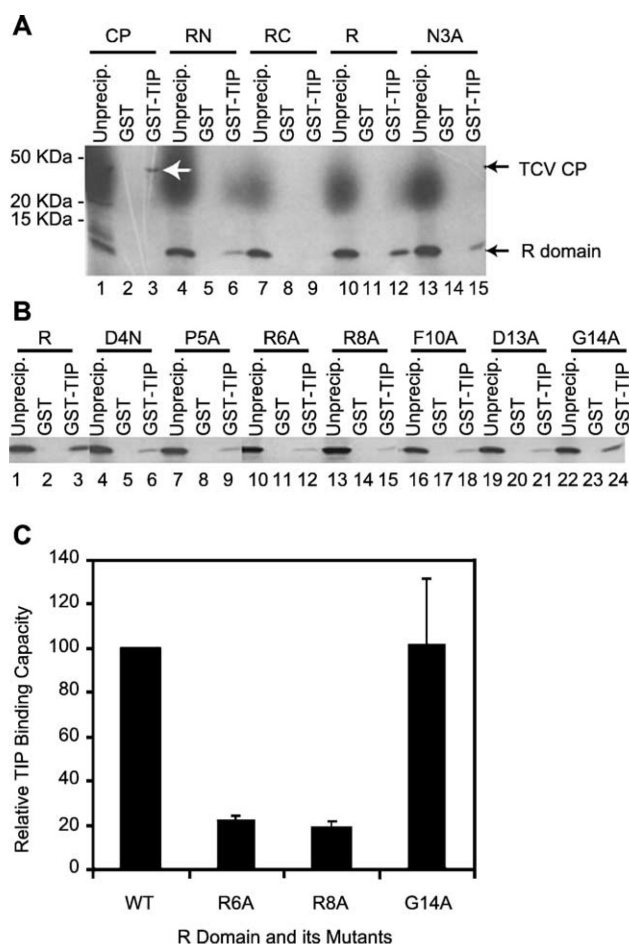 A
CP RN RC R N3A
Unprecip. GST GST-TIP Unprecip. GST GST-TIP Unprecip. GST GST-TIP Unprecip. GST GST-TIP Unprecip. GST GST-TIP
50 KDa -
TCV CP
20 KDa -
15 KDa -
R domain
1 2 3 4 5 6 7 8 9 10 11 12 13 14 15
B
R D4N P5A R6A R8A F10A D13A G14A
Unprecip. GST GST-TIP Unprecip. GST GST-TIP Unprecip. GST GST-TIP Unprecip. GST GST-TIP Unprecip. GST GST-TIP Unprecip. GST GST-TIP Unprecip. GST GST-TIP Unprecip. GST GST-TIP
1 2 3 4 5 6 7 8 9 10 11 12 13 14 15 16 17 18 19 20 21 22 23 24
C
Relative TIP Binding Capacity
140
120
100
80
60
40
20
0
WT R6A R8A G14A
R Domain and its Mutants